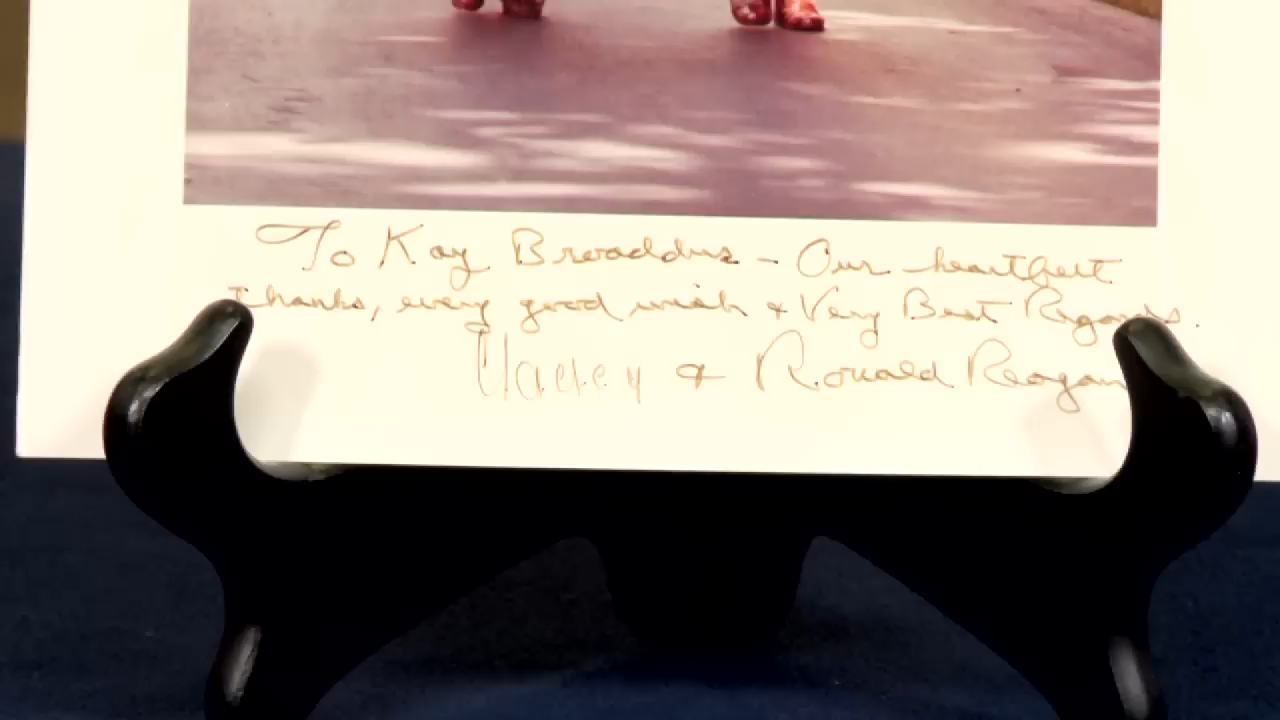 To Kay Broaddus - Our heartfelt
thanks, every good wish & Very Best Regards.
Nancy & Ronald Reagan